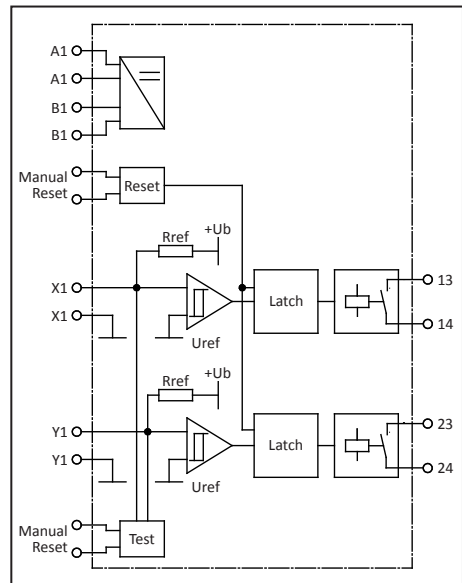 A1
A1
B1
B1
Manual
Reset
Reset
+Ub
Rref
X1
X1
Uref
Latch
13
14
+Ub
Rref
Y1
Y1
Uref
Latch
23
24
Manual
Reset
Test